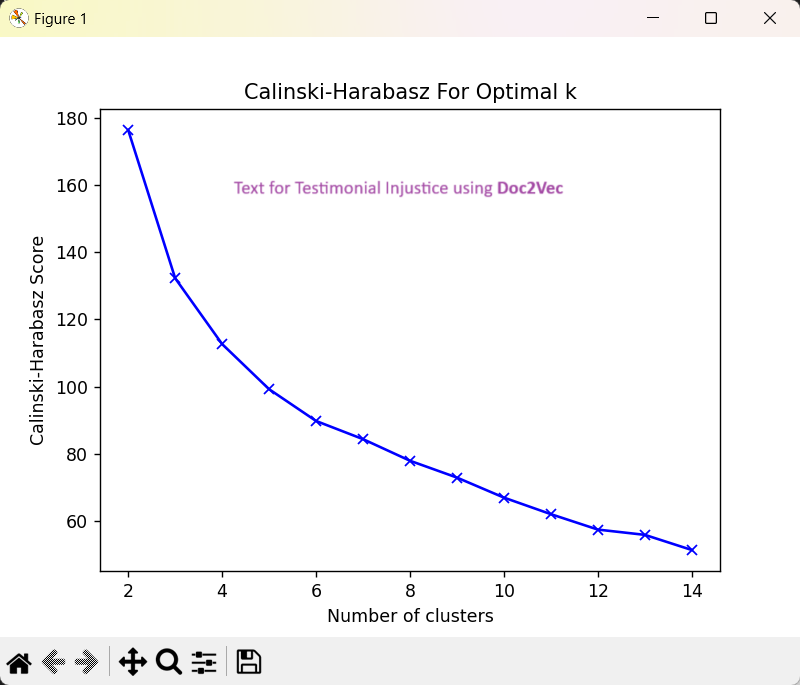 Figure 1
Calinski-Harabasz For Optimal k
Text for Testimonial Injustice using Doc2Vec
Calinski-Harabasz Score
180
160
140
120
100
80
60
2 4 6 8 10 12 14
Number of clusters